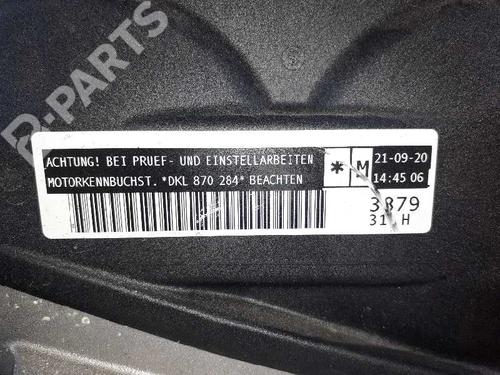 B-PARTS
ACHTUNG! BEI PRUEF- UND EINSTELLARBEITEN
MOTORKENNBUCHST. *DKL 870 284* BEACHTEN
* M
21-09-20
14:45 06
3879
31 H